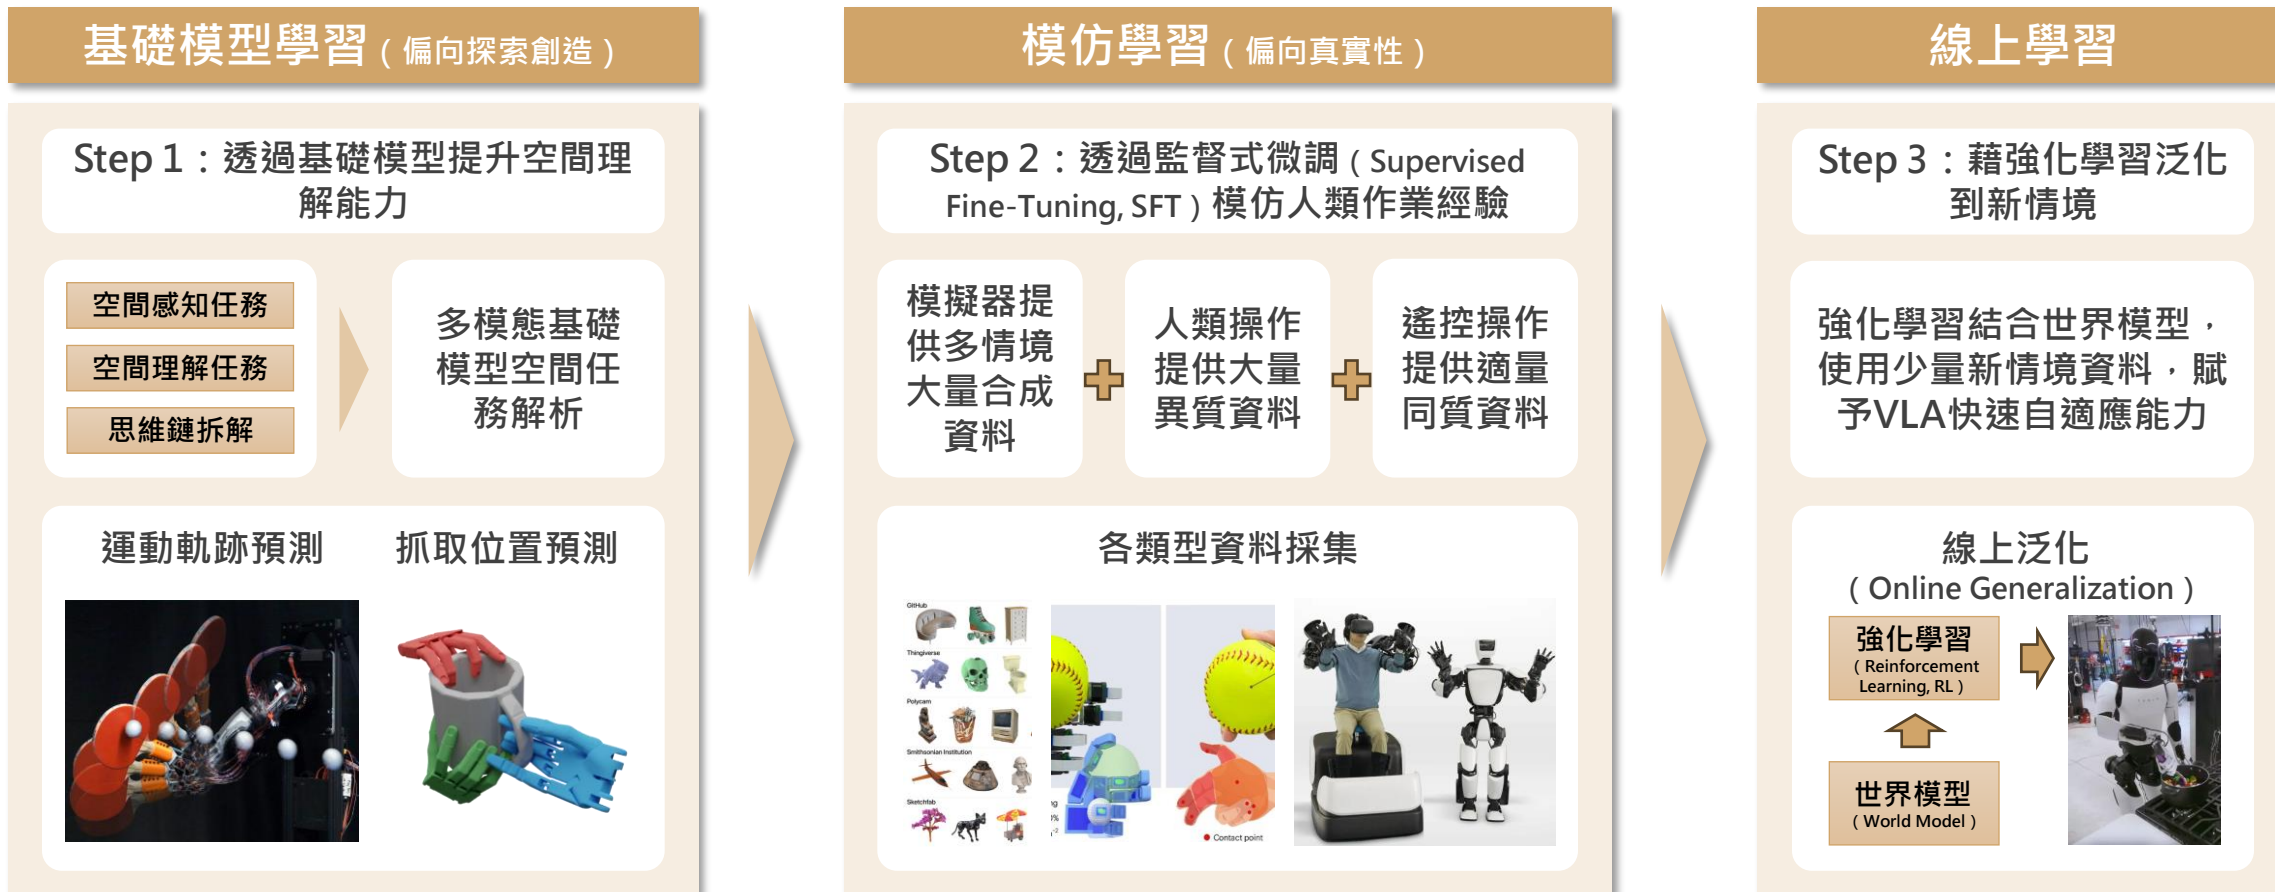 基礎模型學習（偏向探索創造）
Step 1：透過基礎模型提升空間理
解能力
空間感知任務
空間理解任務
思維鏈拆解
多模態基礎
模型空間任
務解析
運動軌跡預測
抓取位置預測
模仿學習（偏向真實性）
Step 2：透過監督式微調（Supervised
Fine-Tuning, SFT）模仿人類作業經驗
模擬器提
供多情境
大量合成
資料
人類操作
提供大量
異質資料
遙控操作
提供適量
同質資料
各類型資料採集
GitHub
Thingiverse
Polycam
Smithsonian Institution
Sketchfab
Contact point
線上學習
Step 3：藉強化學習泛化
到新情境
強化學習結合世界模型，
使用少量新情境資料，賦
予VLA快速自適應能力
線上泛化
（Online Generalization）
強化學習
（Reinforcement
Learning, RL）
世界模型
（World Model）